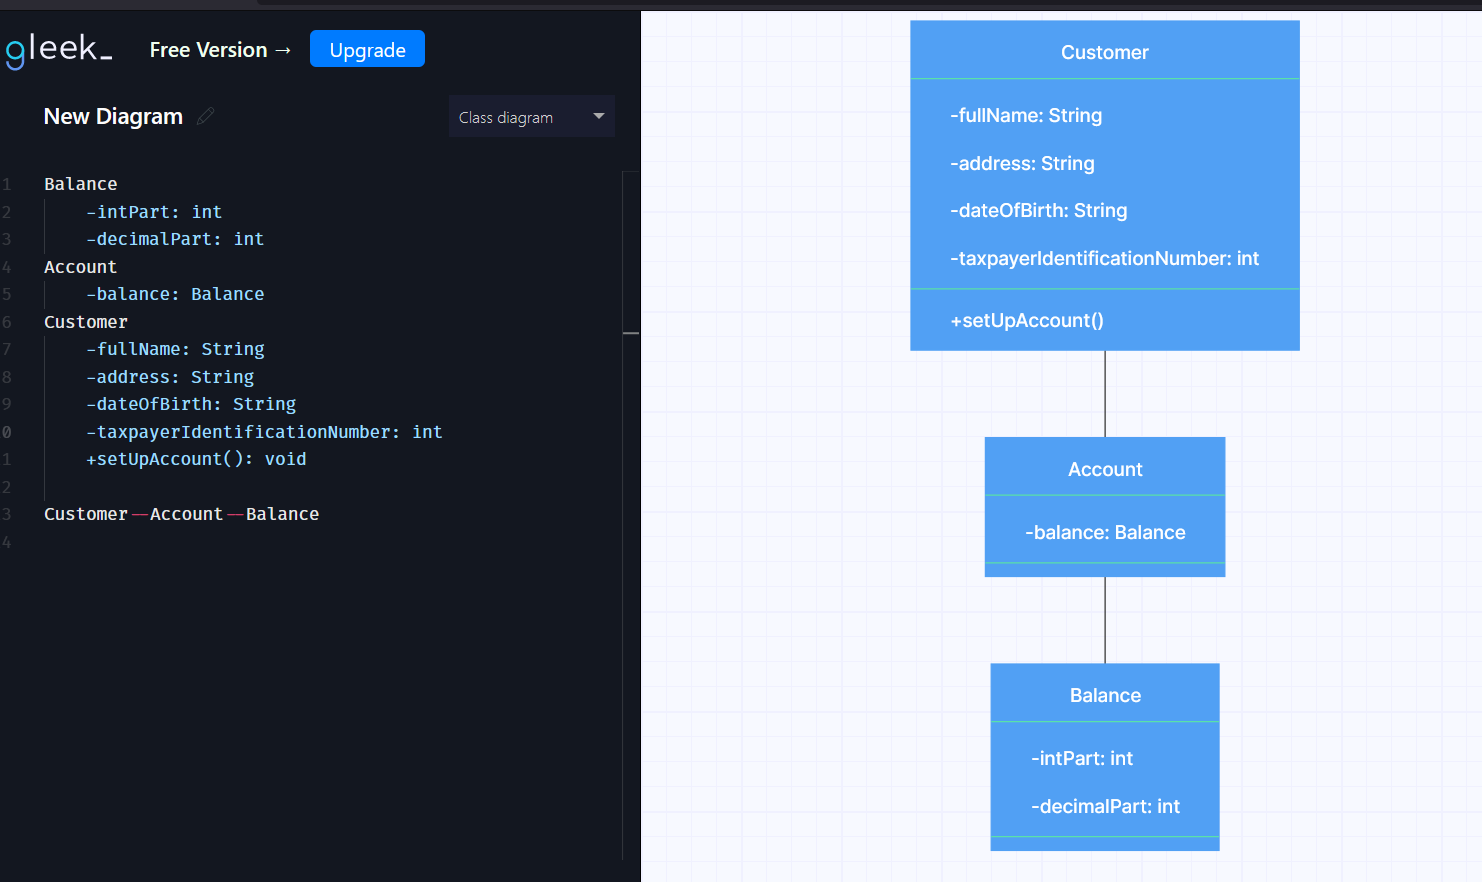 gleek_
Free Version →
Upgrade
New Diagram
Class diagram
1 Balance
2 -intPart: int
3 -decimalPart: int
4 Account
5 -balance: Balance
6 Customer
7 -fullName: String
8 -address: String
9 -dateOfBirth: String
0 -taxpayerIdentificationNumber: int
1 +setUpAccount(): void
2
3 Customer--Account--Balance
4
Customer
-fullName: String
-address: String
-dateOfBirth: String
-taxpayerIdentificationNumber: int
+setUpAccount()
Account
-balance: Balance
Balance
-intPart: int
-decimalPart: int